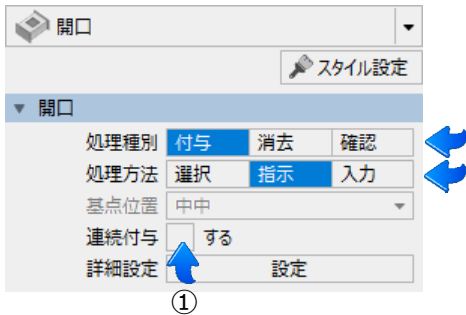 開口
スタイル設定
開口
処理種別 付与 消去 確認
処理方法 選択 指示 入力
基点位置 中中
連続付与 する
詳細設定 設定
①